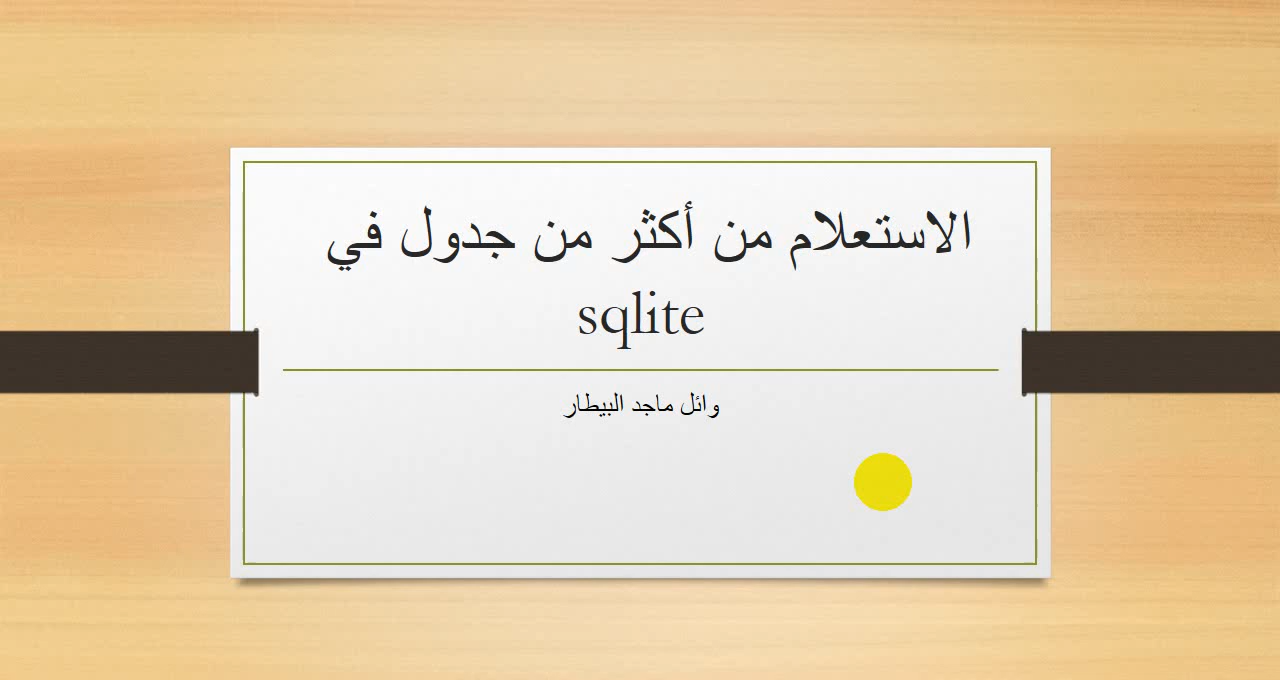 الاستعلام من أكثر من جدول في
sqlite
وائل ماجد البيطار